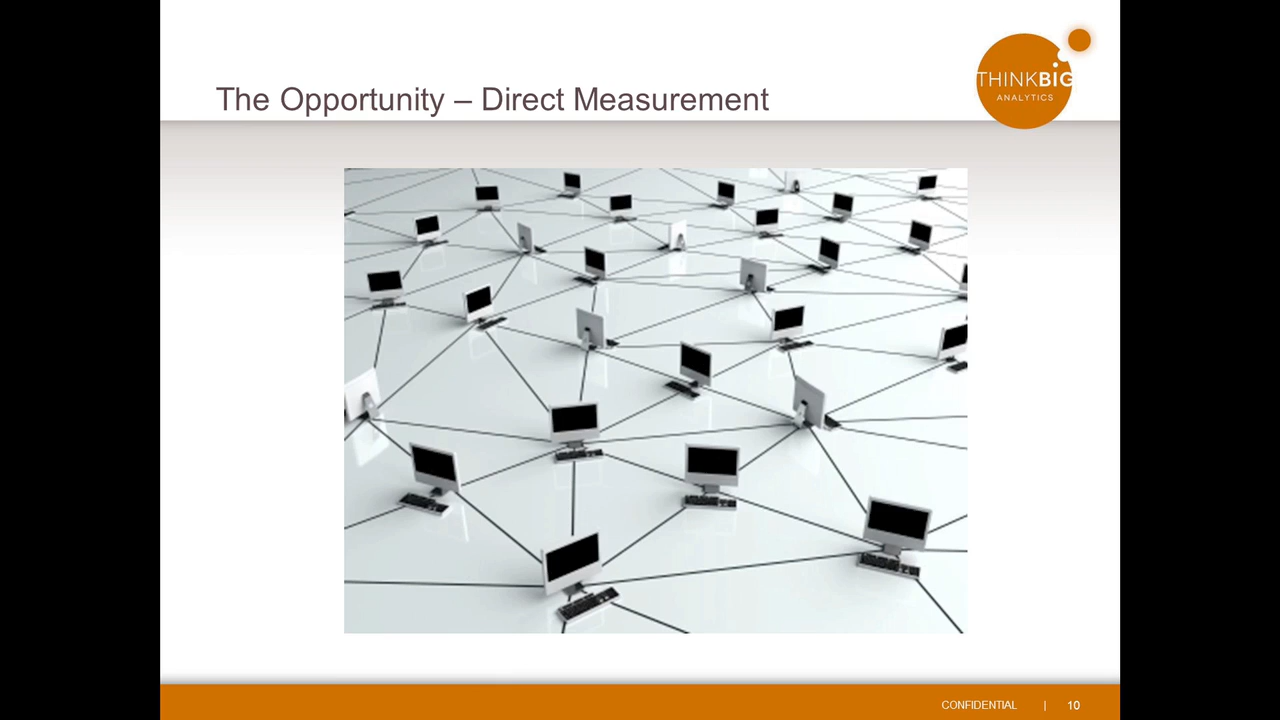 The Opportunity – Direct Measurement
THINKBIG
ANALYTICS
CONFIDENTIAL | 10